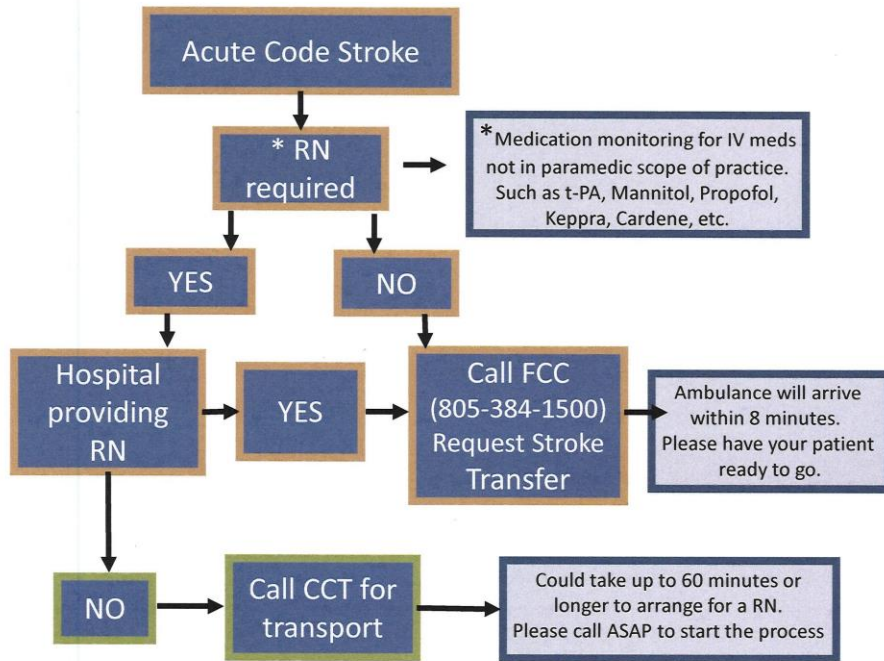 Acute Code Stroke
* RN
required
*Medication monitoring for IV meds
not in paramedic scope of practice.
Such as t-PA, Mannitol, Propofol,
Keppra, Cardene, etc.
YES
NO
Hospital
providing
RN
YES
Call FCC
(805-384-1500)
Request Stroke
Transfer
Ambulance will arrive
within 8 minutes.
Please have your patient
ready to go.
NO
Call CCT for
transport
Could take up to 60 minutes or
longer to arrange for a RN.
Please call ASAP to start the process